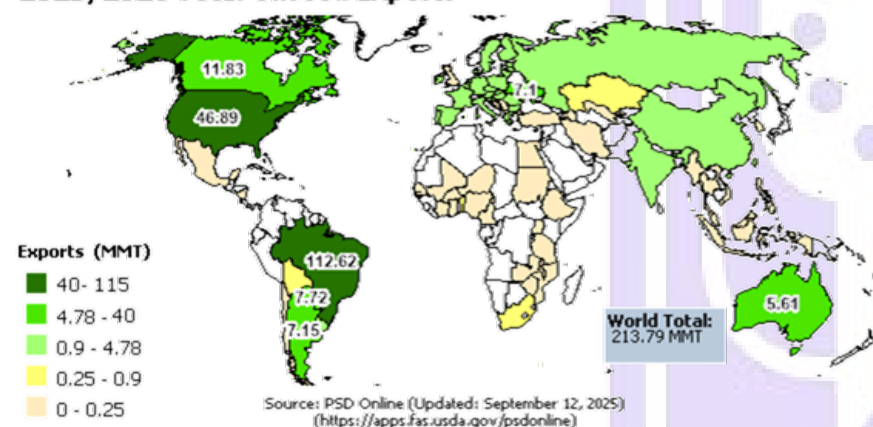 11.83
7.1
46.89
112.62
7.72
7.15
5.61
Exports (MMT)
40- 115
4.78 - 40
0.9 - 4.78
0.25 - 0.9
0 - 0.25
World Total:
213.79 MMT
Source: PSD Online (Updated: September 12, 2025)
(https://apps.fas.usda.gov/psdonline)